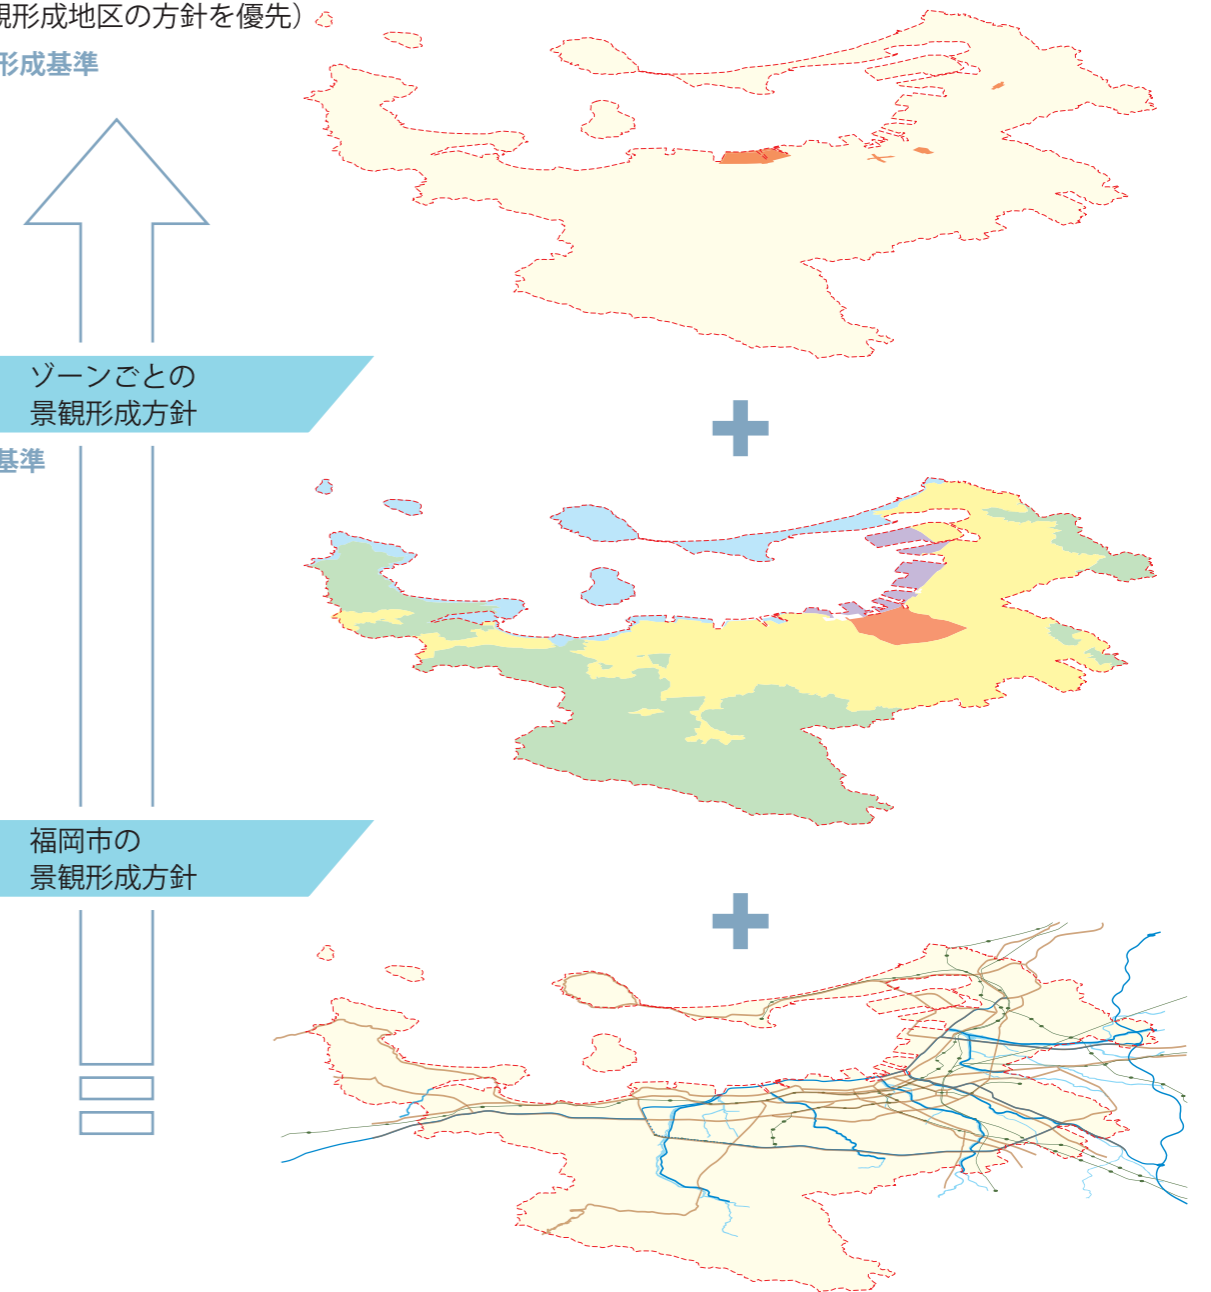 観形成地区の方針を優先）
形成基準
ゾーンごとの
景観形成方針
基準
福岡市の
景観形成方針